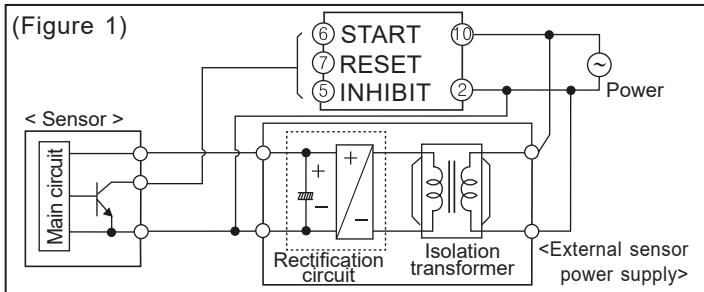 (Figure 1)
⑥ START ⑩
⑦ RESET
⑤ INHIBIT ②
~
Power
< Sensor >
Main circuit
+
−
+
−
Rectification
circuit
Isolation
transformer
<External sensor
power supply>